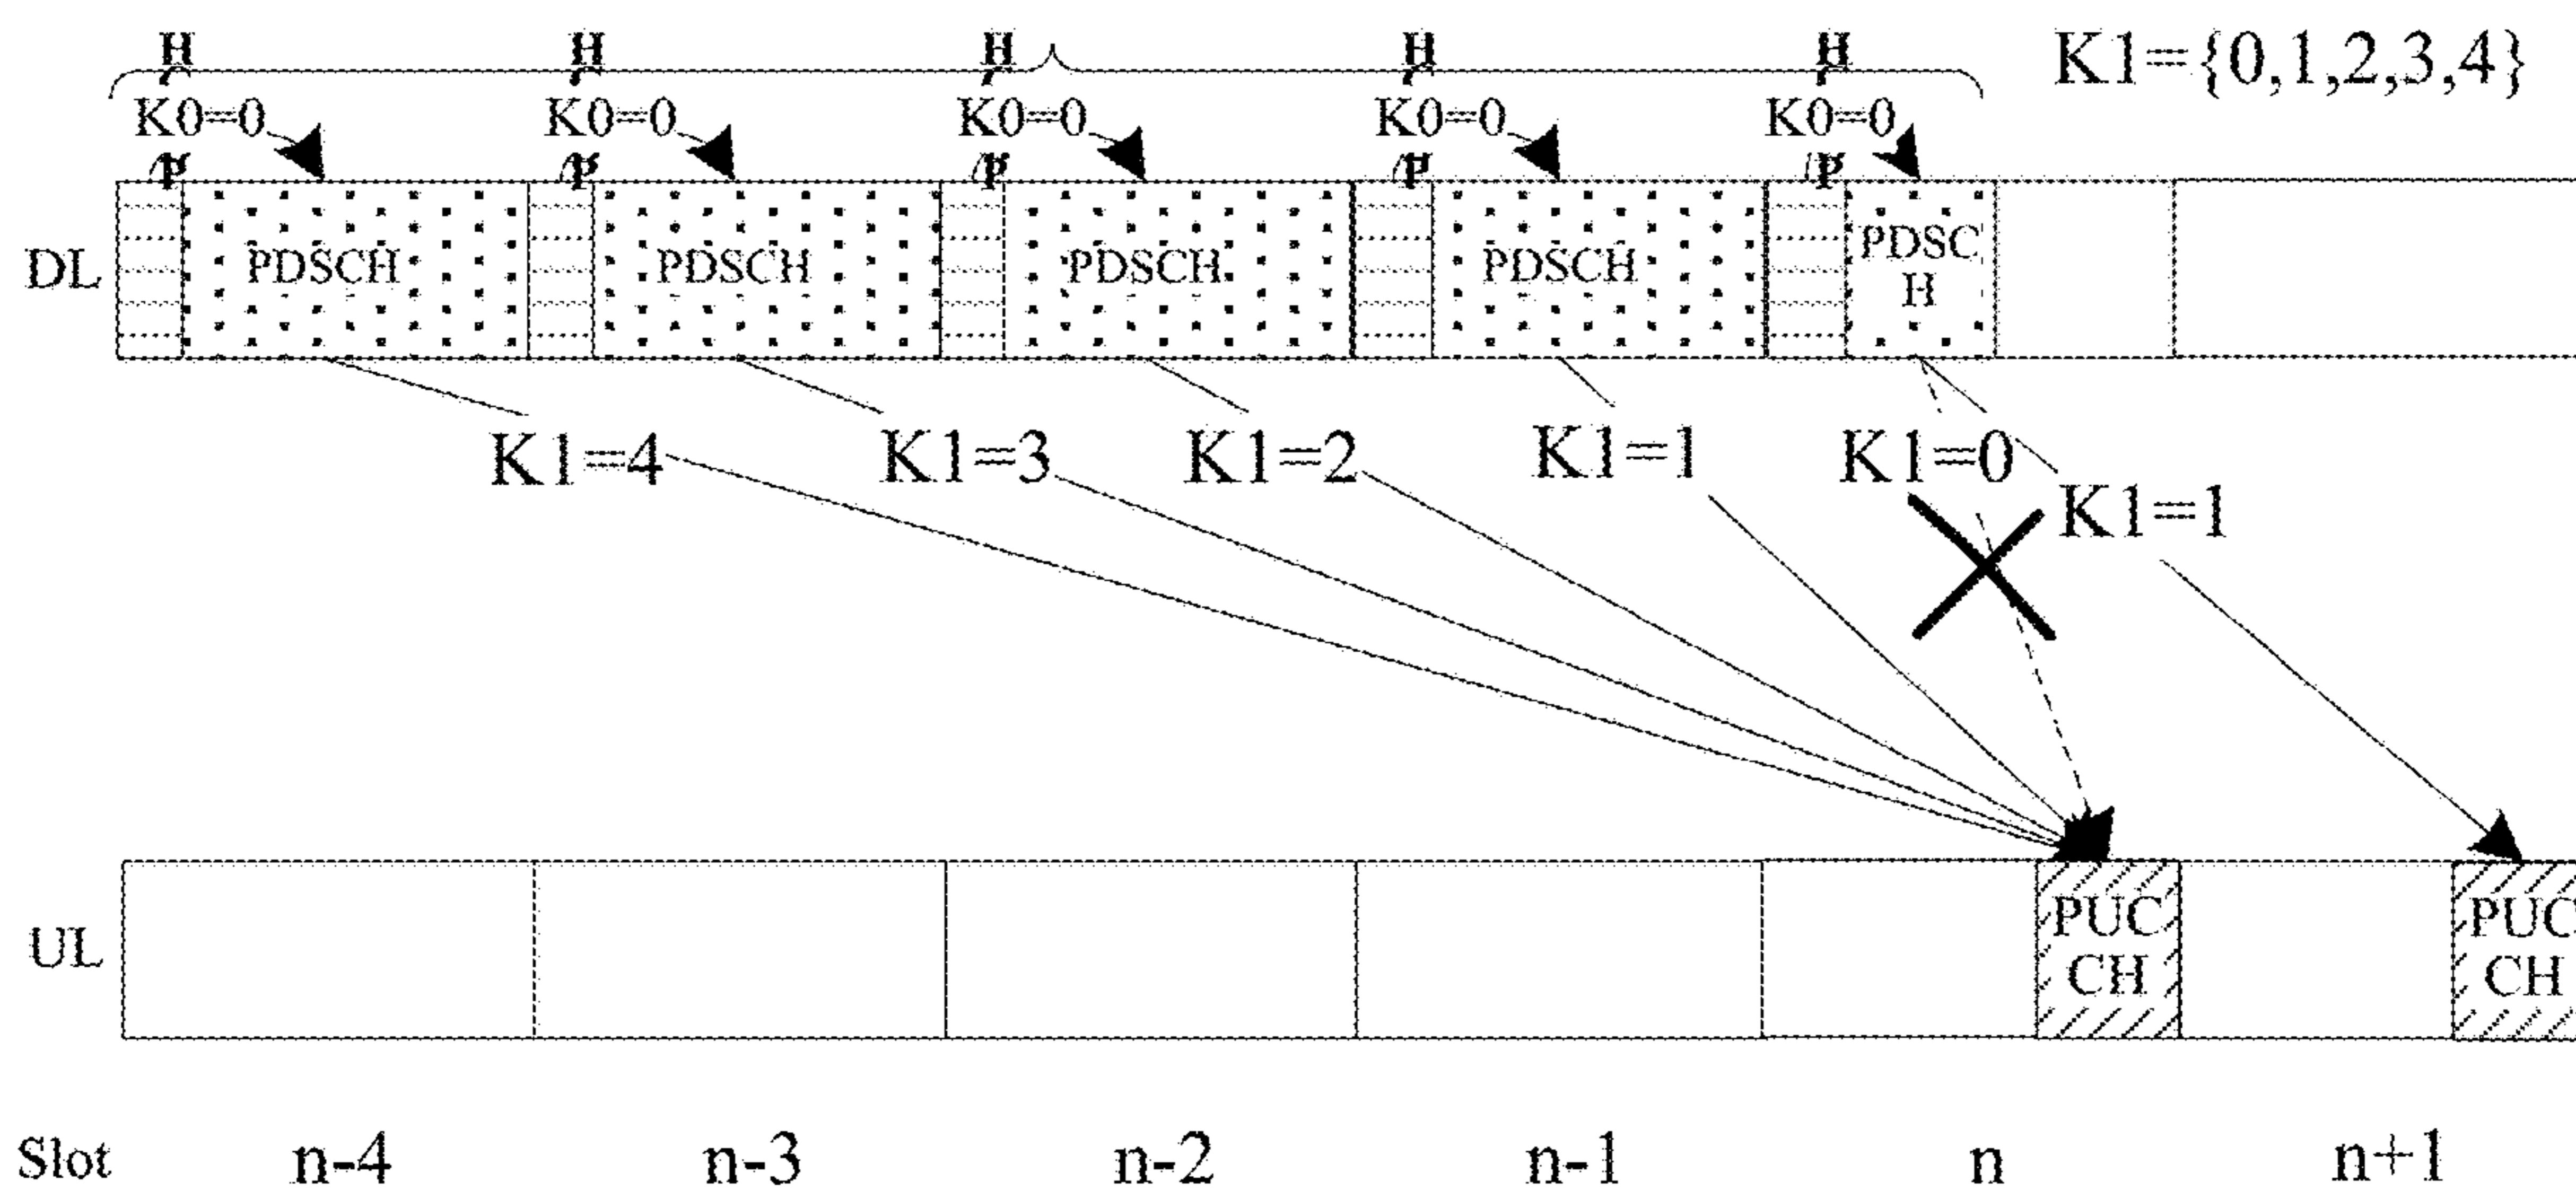 H H H H H K1={0,1,2,3,4}
K0=0 K0=0 K0=0 K0=0 K0=0
P P P P P
DL PDSCH PDSCH PDSCH PDSCH PDSC
H
K1=4 K1=3 K1=2 K1=1 K1=0 K1=1
UL PUC PUC
CH CH
Slot n-4 n-3 n-2 n-1 n n+1